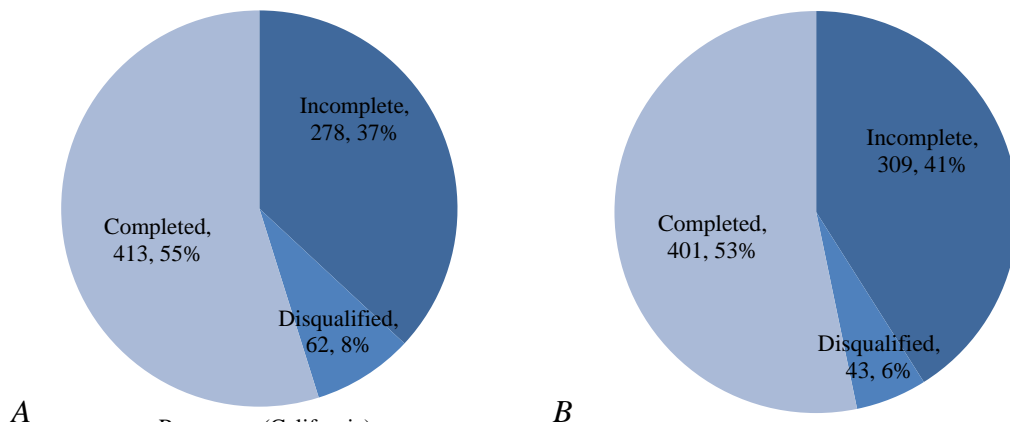 Incomplete,
278, 37%
Completed,
413, 55%
Disqualified,
62, 8%
A
Incomplete,
309, 41%
Completed,
401, 53%
Disqualified,
43, 6%
B